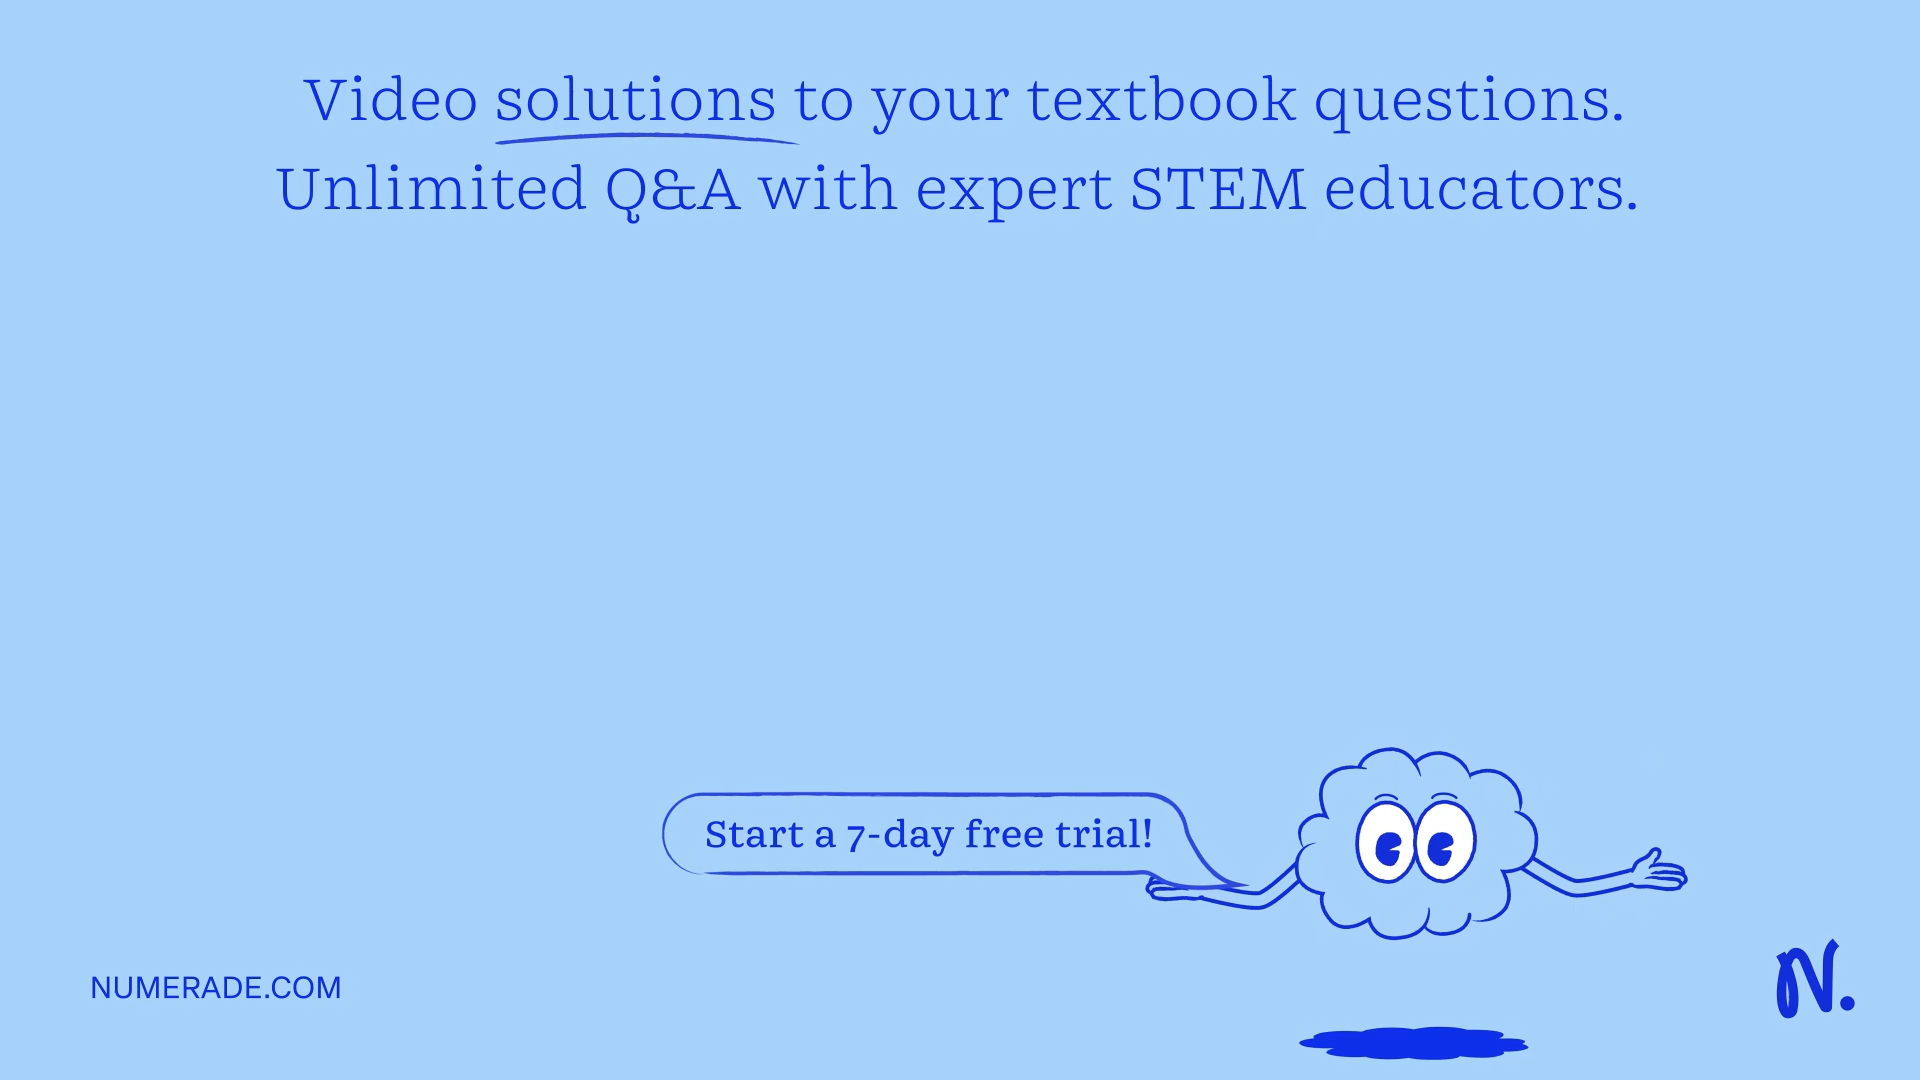 Video solutions to your textbook questions.
Unlimited Q&A with expert STEM educators.
Start a 7-day free trial!
NUMERADE.COM
N.